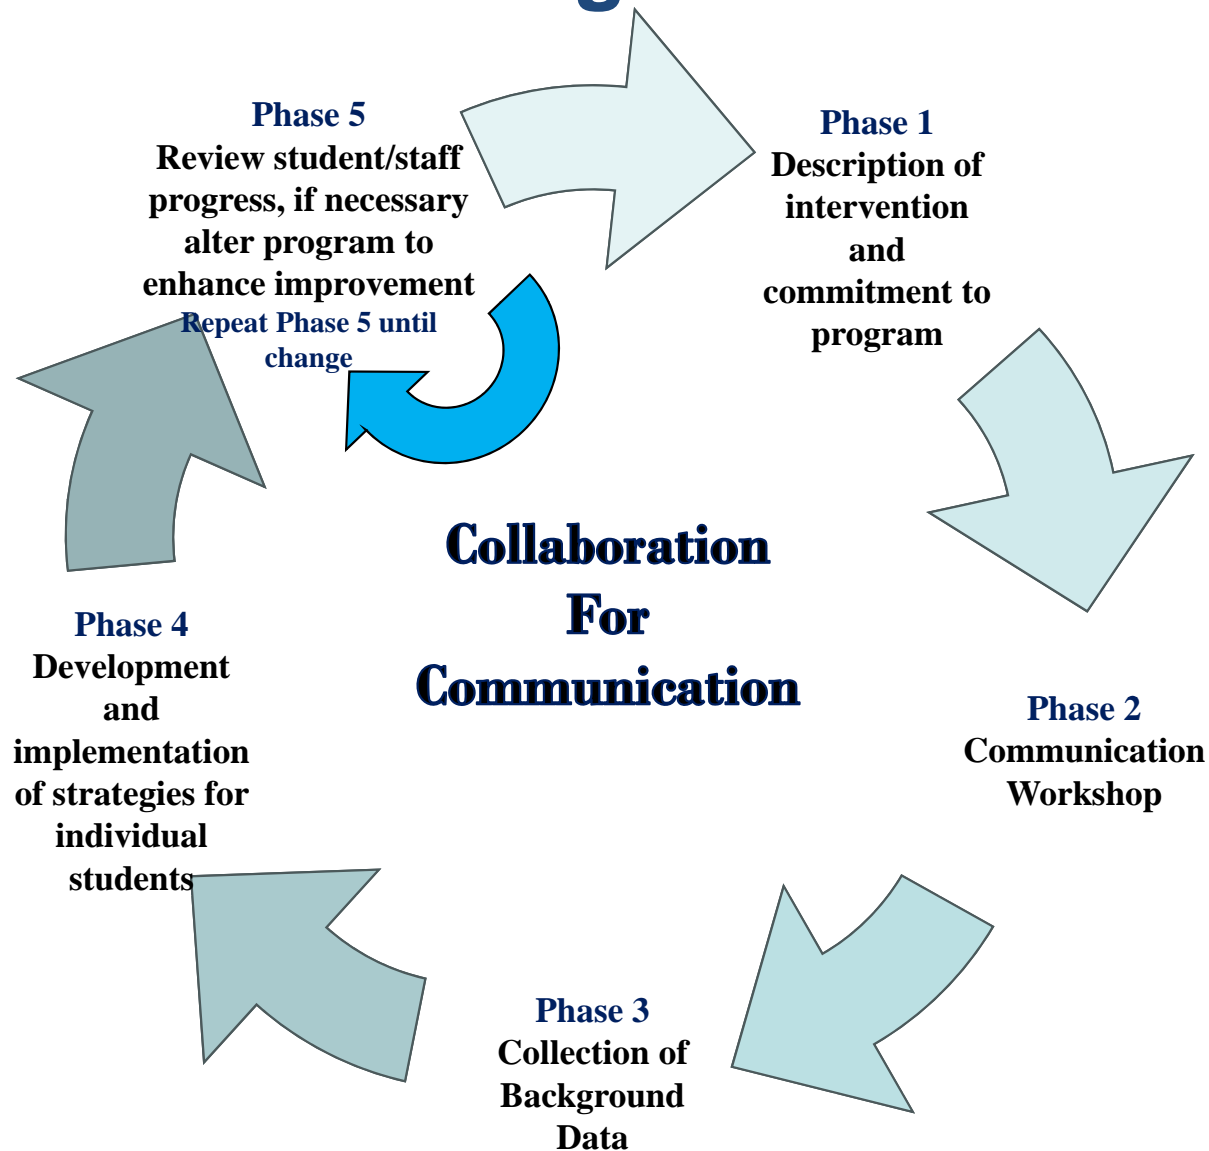 Phase 1
Description of
intervention
and
commitment to
program
Phase 2
Communication
Workshop
Phase 3
Collection of
Background
Data
Phase 4
Development
and
implementation
of strategies for
individual
students
Phase 5
Review student/staff
progress, if necessary
alter program to
enhance improvement
Repeat Phase 5 until
change
Collaboration
For
Communication